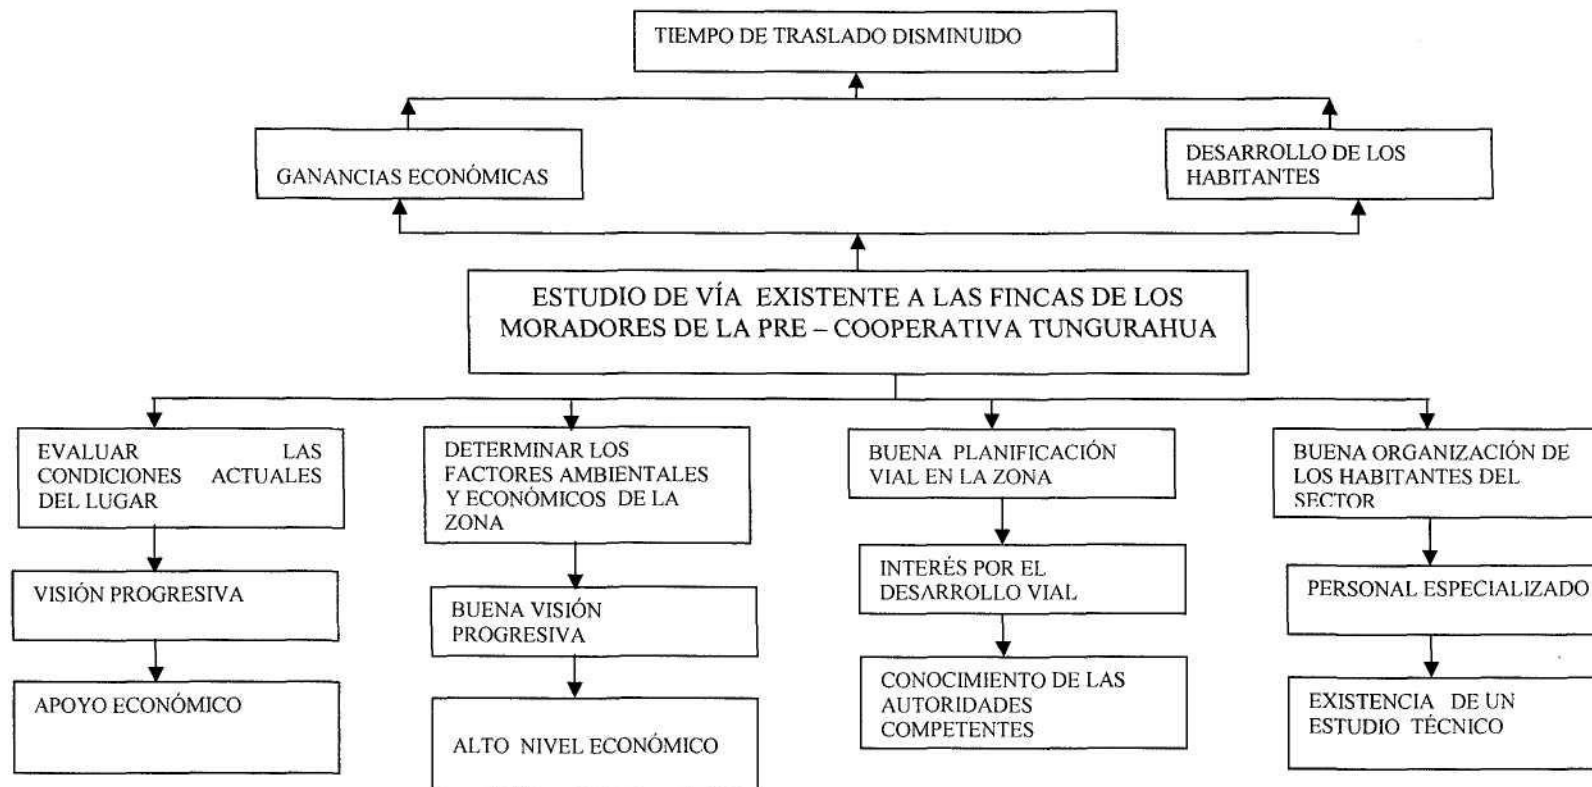 TIEMPO DE TRASLADO DISMINUIDO
GANANCIAS ECONÓMICAS
DESARROLLO DE LOS
HABITANTES
ESTUDIO DE VÍA EXISTENTE A LAS FINCAS DE LOS
MORADORES DE LA PRE – COOPERATIVA TUNGURAHUA
EVALUAR LAS
CONDICIONES ACTUALES
DEL LUGAR
VISIÓN PROGRESIVA
APOYO ECONÓMICO
DETERMINAR LOS
FACTORES AMBIENTALES
Y ECONÓMICOS DE LA
ZONA
BUENA VISIÓN
PROGRESIVA
ALTO NIVEL ECONÓMICO
BUENA PLANIFICACIÓN
VIAL EN LA ZONA
INTERÉS POR EL
DESARROLLO VIAL
CONOCIMIENTO DE LAS
AUTORIDADES
COMPETENTES
BUENA ORGANIZACIÓN DE
LOS HABITANTES DEL
SECTOR
PERSONAL ESPECIALIZADO
EXISTENCIA DE UN
ESTUDIO TÉCNICO